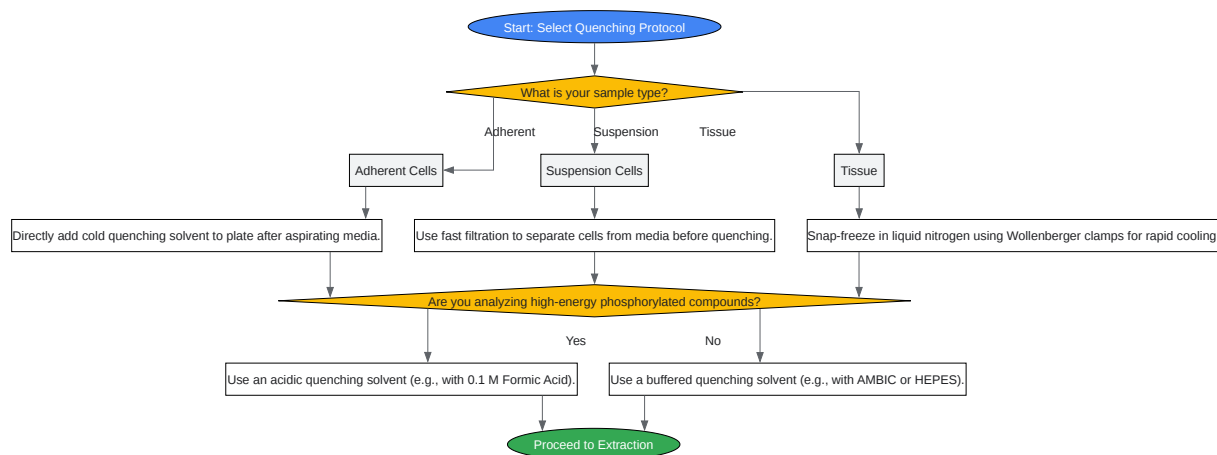 Start: Select Quenching Protocol
What is your sample type?
Adherent
Suspension
Tissue
Adherent Cells
Suspension Cells
Tissue
Directly add cold quenching solvent to plate after aspirating media.
Use fast filtration to separate cells from media before quenching.
Snap-freeze in liquid nitrogen using Wollenberger clamps for rapid cooling
Are you analyzing high-energy phosphorylated compounds?
Yes
No
Use an acidic quenching solvent (e.g., with 0.1 M Formic Acid).
Use a buffered quenching solvent (e.g., with AMBIC or HEPES).
Proceed to Extraction